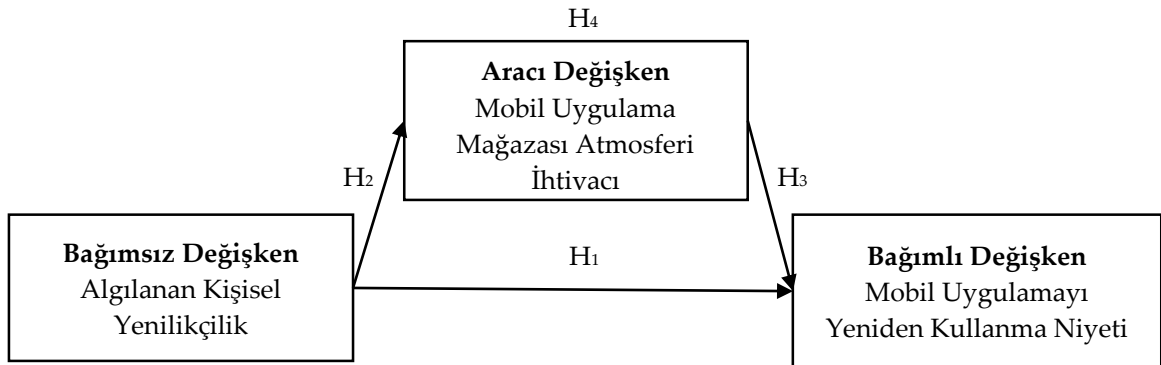 H4
Aracı Değişken
Mobil Uygulama
Mağazası Atmosferi
İhtivacı
H2
H3
Bağımsız Değişken
Algılanan Kişisel
Yenilikçilik
H1
Bağımlı Değişken
Mobil Uygulamayı
Yeniden Kullanma Niyeti